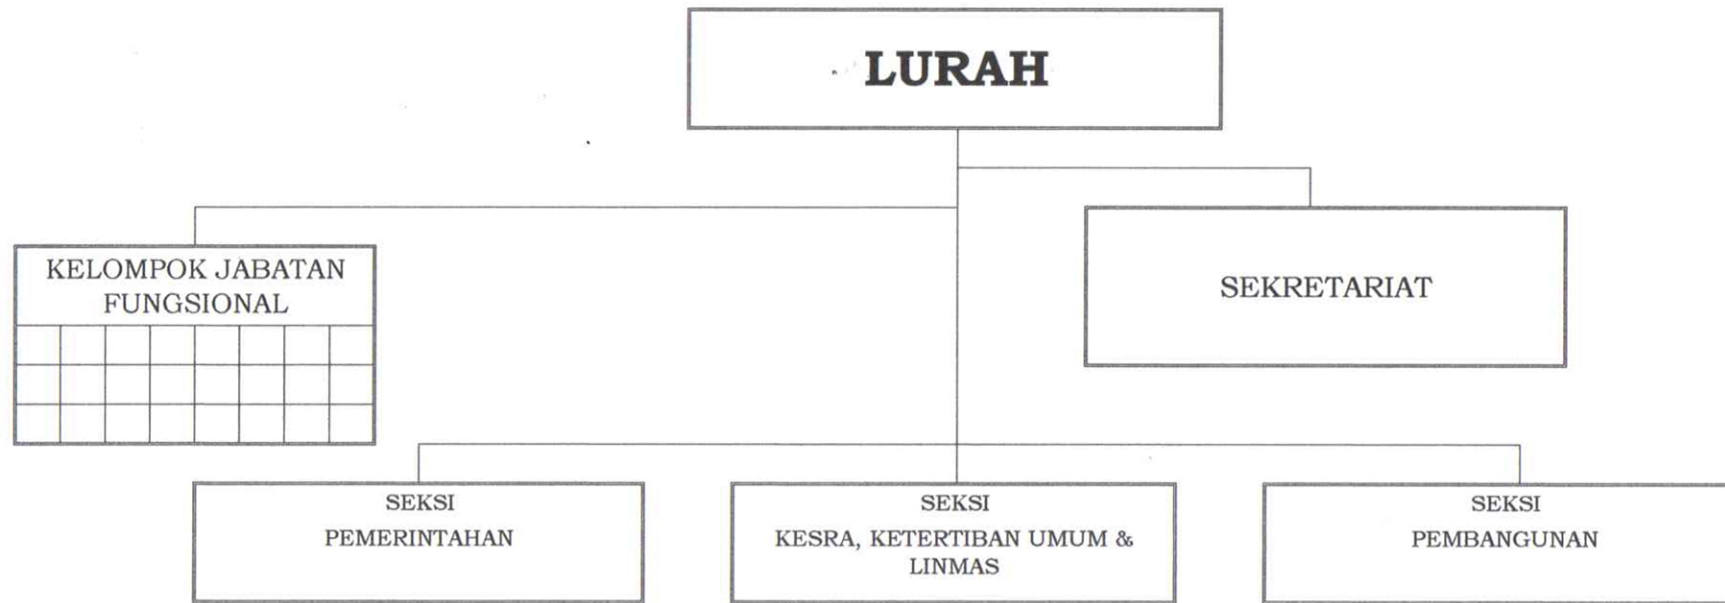 LURAH
KELOMPOK JABATAN
FUNGSIONAL
SEKRETARIAT
SEKSI
PEMERINTAHAN
SEKSI
KESRA, KETERTIBAN UMUM &
LINMAS
SEKSI
PEMBANGUNAN